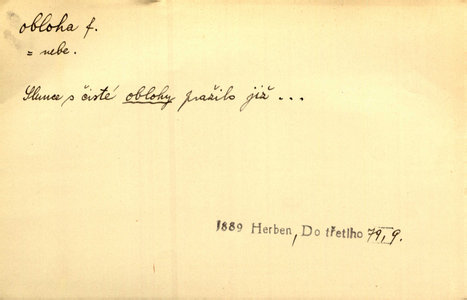 obloha f.
= nebe.
Slunce s čisté oblohy pražilo již ...
1889 Herben, Do třetího 79, 9.